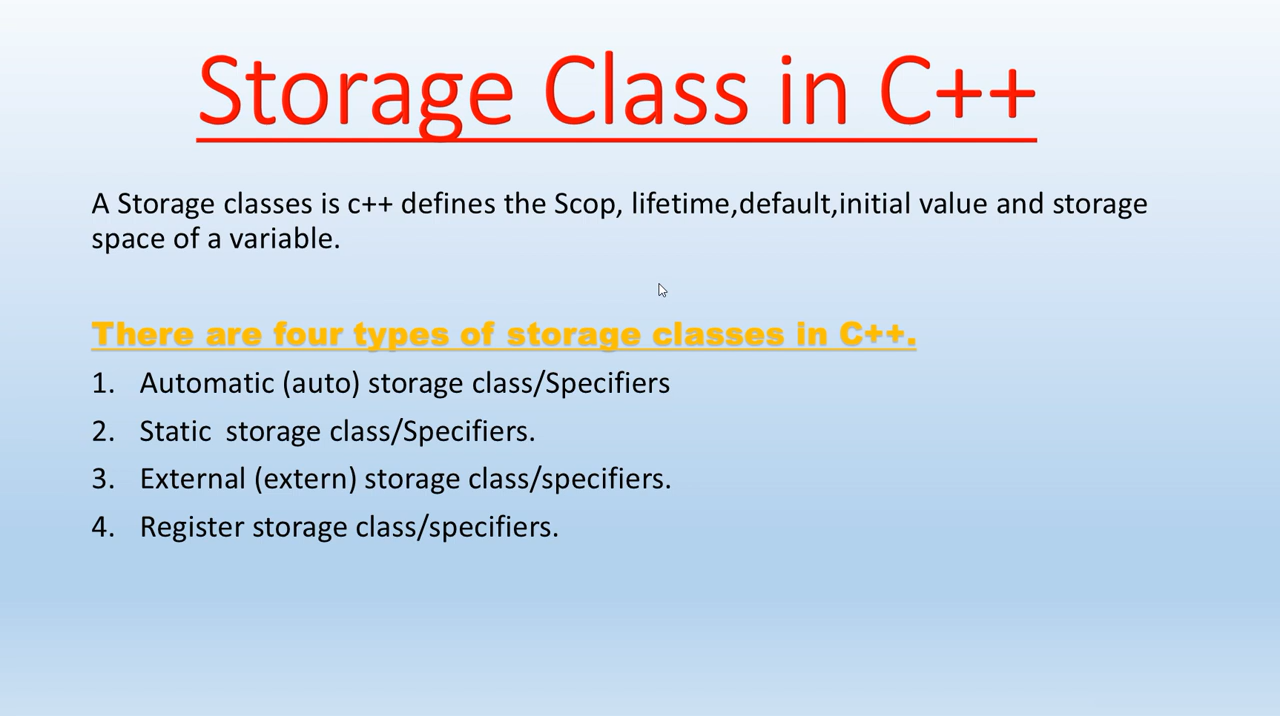 Storage Class in C++
A Storage classes is c++ defines the Scop, lifetime,default,initial value and storage
space of a variable.
There are four types of storage classes in C++.
1. Automatic (auto) storage class/Specifiers
2. Static  storage class/Specifiers.
3. External (extern) storage class/specifiers.
4. Register storage class/specifiers.